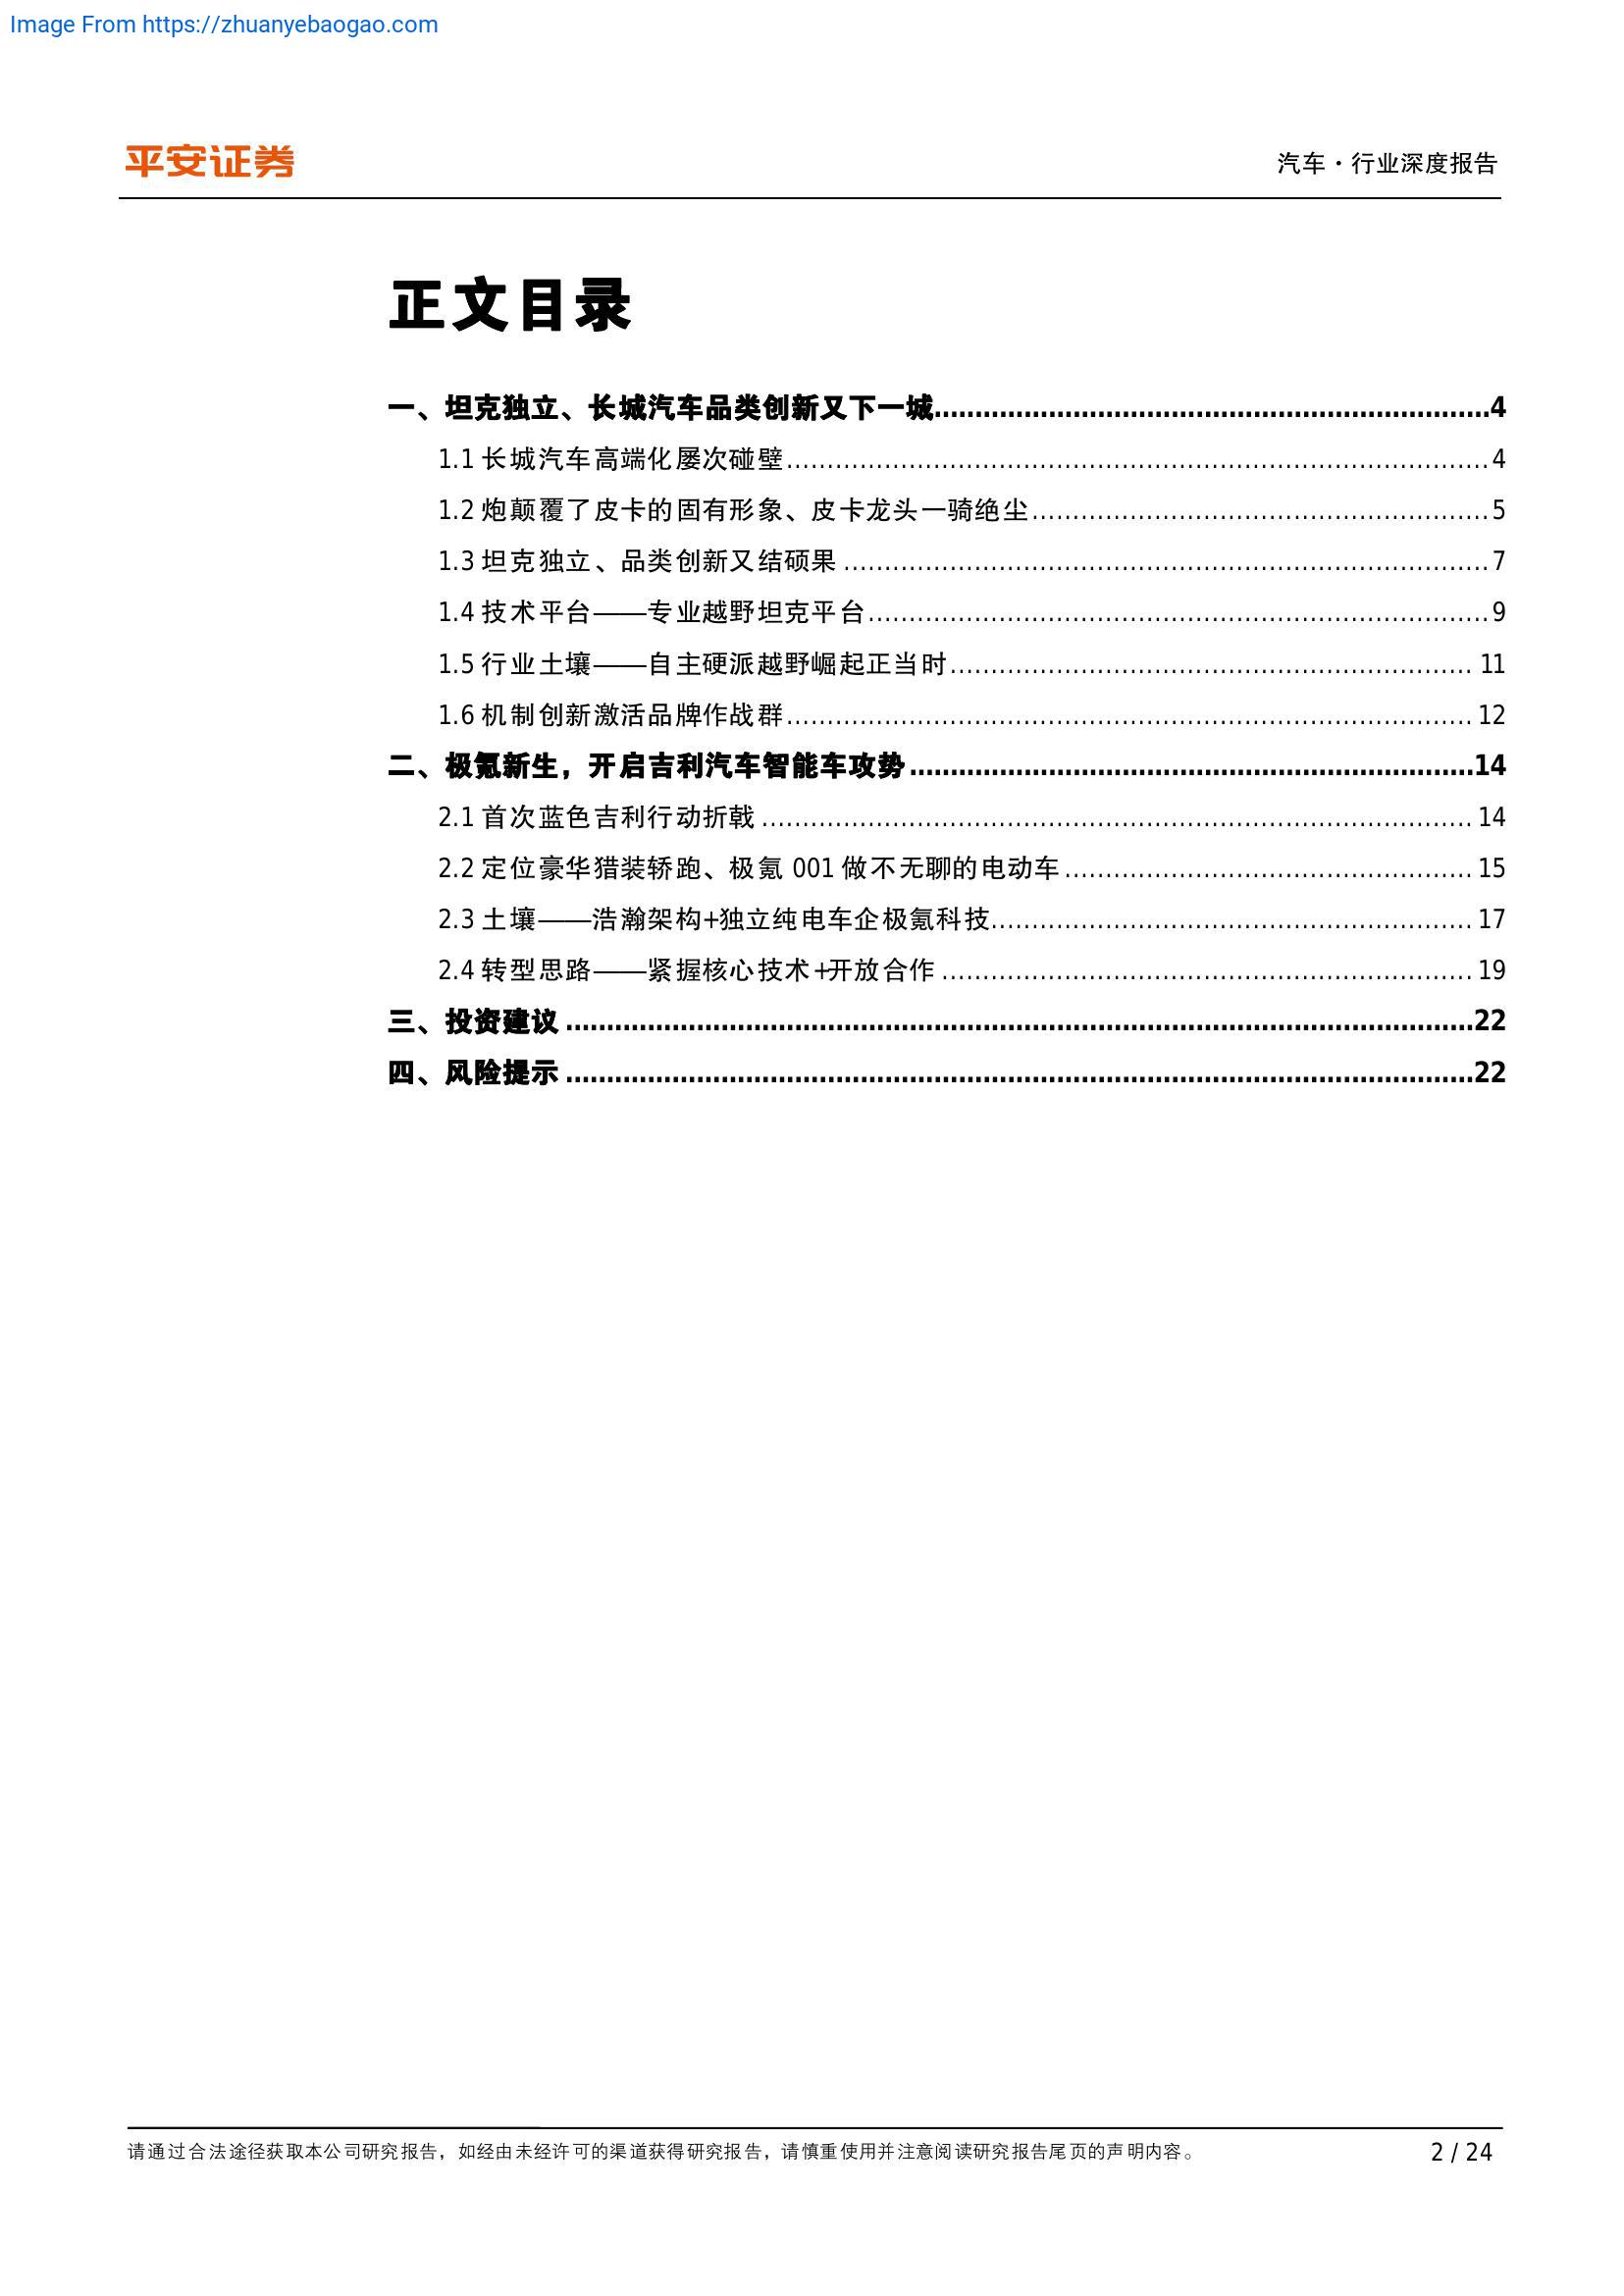 Image From https://zhuanyebaogao.com
平安证券
汽车·行业深度报告
正文目录
一、坦克独立、长城汽车品类创新又下一城........................................4
1.1 长城汽车高端化屡次碰壁........................................4
1.2 炮颠覆了皮卡的固有形象、皮卡龙头一骑绝尘........................................5
1.3 坦克独立、品类创新又结硕果........................................7
1.4 技术平台——专业越野坦克平台........................................9
1.5 行业土壤——自主硬派越野崛起正当时........................................11
1.6 机制创新激活品牌作战群........................................12
二、极氪新生，开启吉利汽车智能车攻势........................................14
2.1 首次蓝色吉利行动折戟........................................14
2.2 定位豪华猎装轿跑、极氪 001 做不无聊的电动车........................................15
2.3 土壤——浩瀚架构+独立纯电车企极氪科技........................................17
2.4 转型思路——紧握核心技术+开放合作........................................19
三、投资建议........................................22
四、风险提示........................................22
请通过合法途径获取本公司研究报告，如经由未经许可的渠道获得研究报告，请慎重使用并注意阅读研究报告尾页的声明内容。
2 / 24